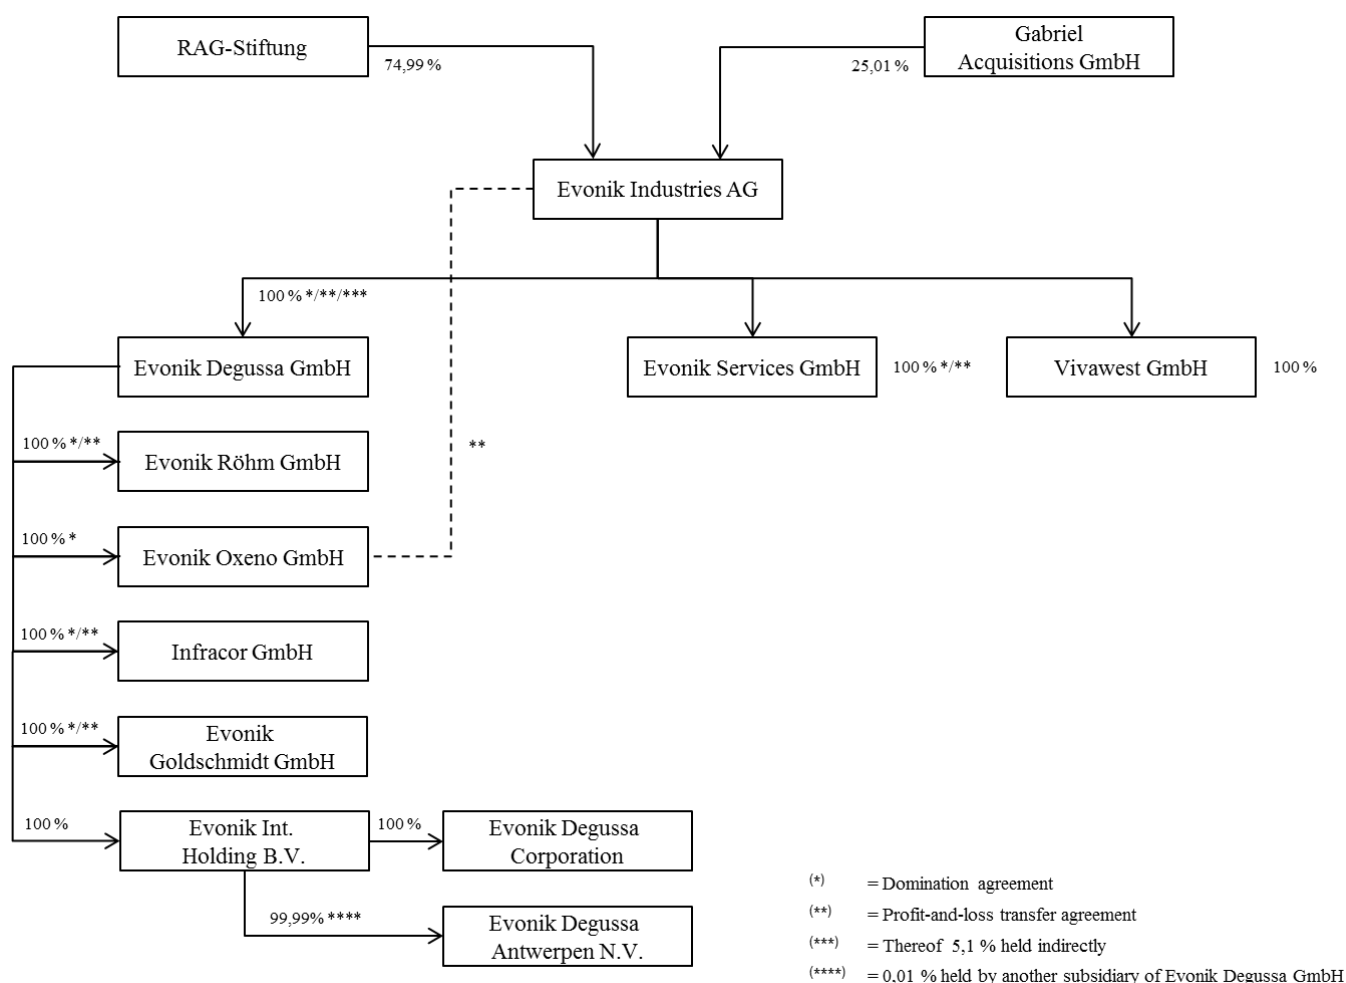 RAG-Stiftung
74,99 %
Gabriel
Acquisitions GmbH
25,01 %
Evonik Industries AG
100 % */**/***
Evonik Degussa GmbH
Evonik Services GmbH
100 % */**
Vivawest GmbH
100 %
**
100 % */**
Evonik Röhm GmbH
100 % *
Evonik Oxeno GmbH
100 % */**
Infracor GmbH
100 % */**
Evonik
Goldschmidt GmbH
100 %
Evonik Int.
Holding B.V.
100 %
Evonik Degussa
Corporation
99,99% ****
Evonik Degussa
Antwerpen N.V.
(*) = Domination agreement
(**) = Profit-and-loss transfer agreement
(***) = Thereof 5,1 % held indirectly
(****) = 0,01 % held by another subsidiary of Evonik Degussa GmbH